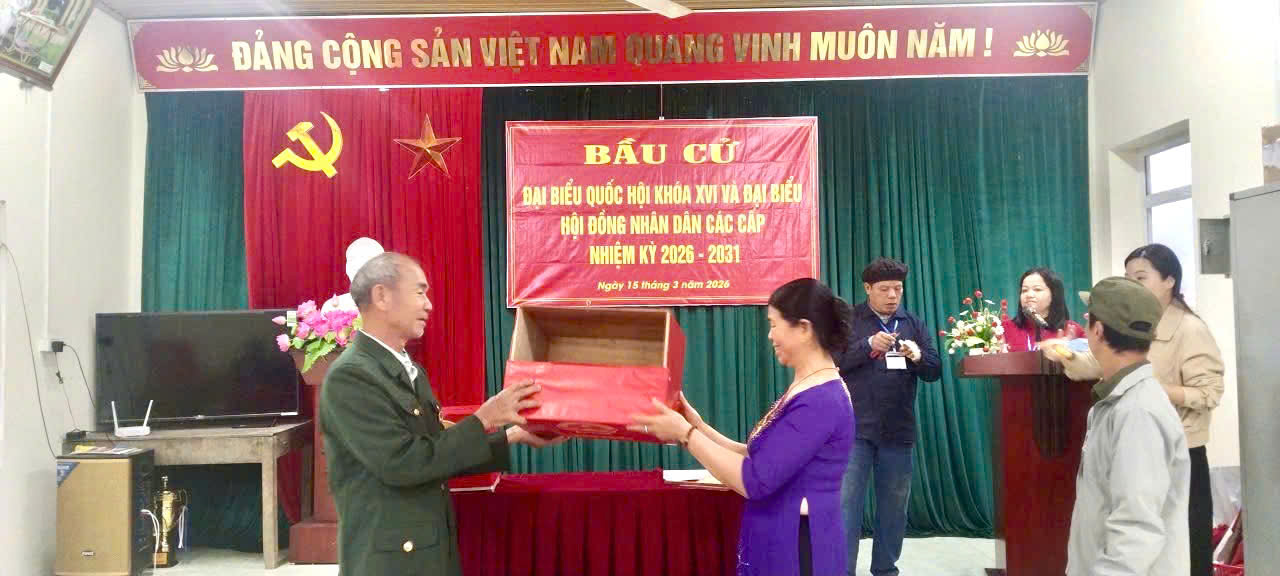 ĐẢNG CỘNG SẢN VIỆT NAM QUANG VINH MUÔN NĂM !
BẦU CỬ
ĐẠI BIỂU QUỐC HỘI KHÓA XVI VÀ ĐẠI BIỂU
HỘI ĐỒNG NHÂN DÂN CÁC CẤP
NHIỆM KỲ 2026 - 2031
Ngày 15 tháng 3 năm 2026